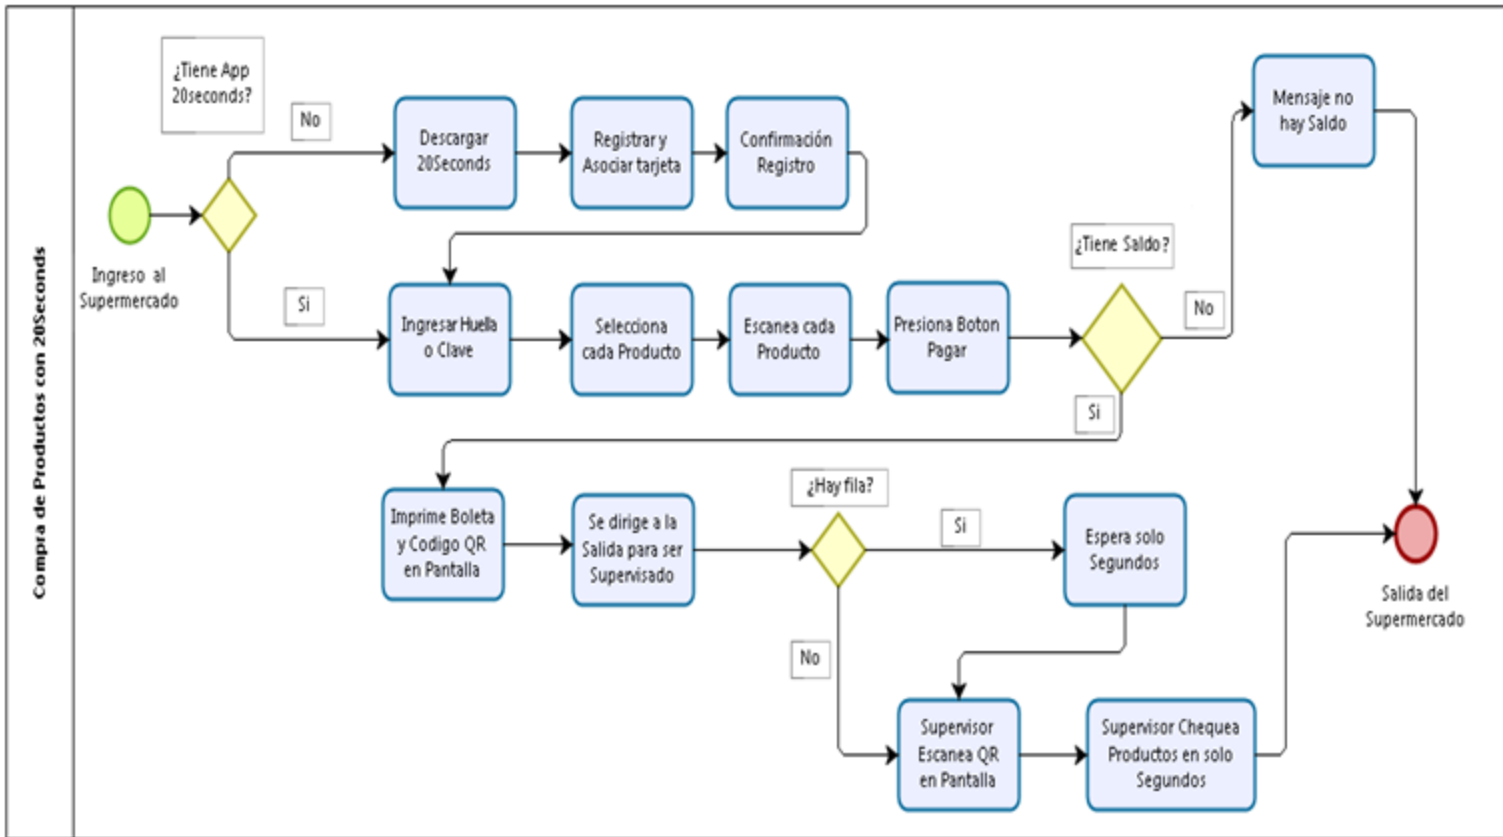 Compra de Productos con 20Seconds
¿Tiene App
20seconds?
No
Descargar
20Seconds
Registrar y
Asociar tarjeta
Confirmación
Registro
Mensaje no
hay Saldo
Ingreso al
Supermercado
Si
Ingresar Huella
o Clave
Selecciona
cada Producto
Escanea cada
Producto
Presiona Boton
Pagar
¿Tiene Saldo?
No
Si
Imprime Boleta
y Codigo QR
en Pantalla
Se dirige a la
Salida para ser
Supervisado
¿Hay fila?
Si
Espera solo
Segundos
Salida del
Supermercado
No
Supervisor
Escanea QR
en Pantalla
Supervisor Chequea
Productos en solo
Segundos